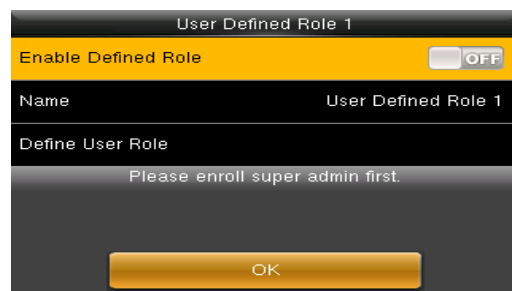 User Defined Role 1
Enable Defined Role OFF
Name User Defined Role 1
Define User Role
Please enroll super admin first.
OK